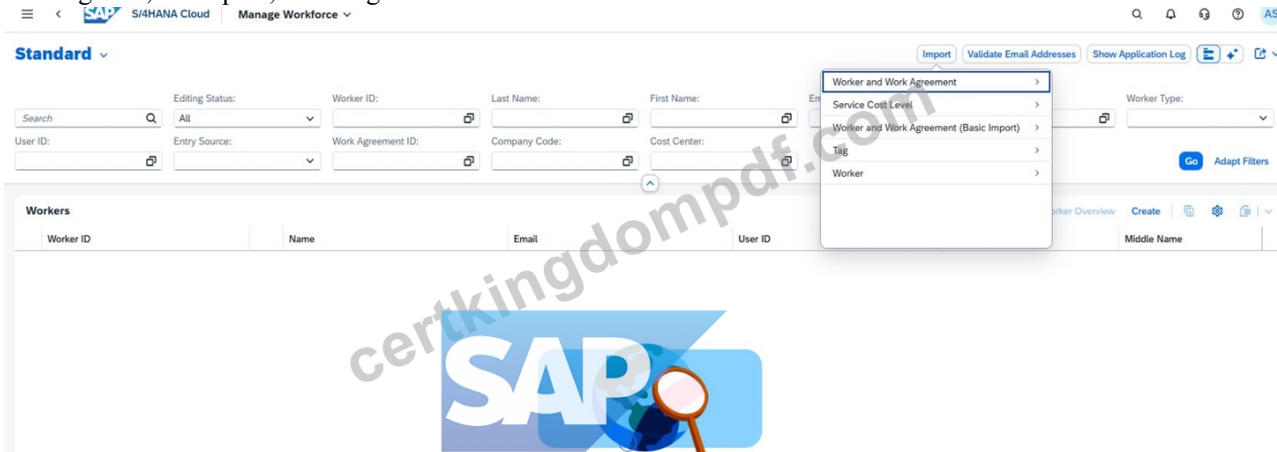 S/4HANA Cloud Manage Workforce
SAP
AS
Standard
Import Validate Email Addresses Show Application Log
Worker and Work Agreement
Service Cost Level
Worker and Work Agreement (Basic Import)
Tag
Worker
Editing Status: Worker ID: Last Name: First Name: Worker Type:
Search All
User ID: Entry Source: Work Agreement ID: Company Code: Cost Center:
Go Adapt Filters
Workers Overview Create
Worker ID Name Email User ID Middle Name
certkingdompdf.com
SAP